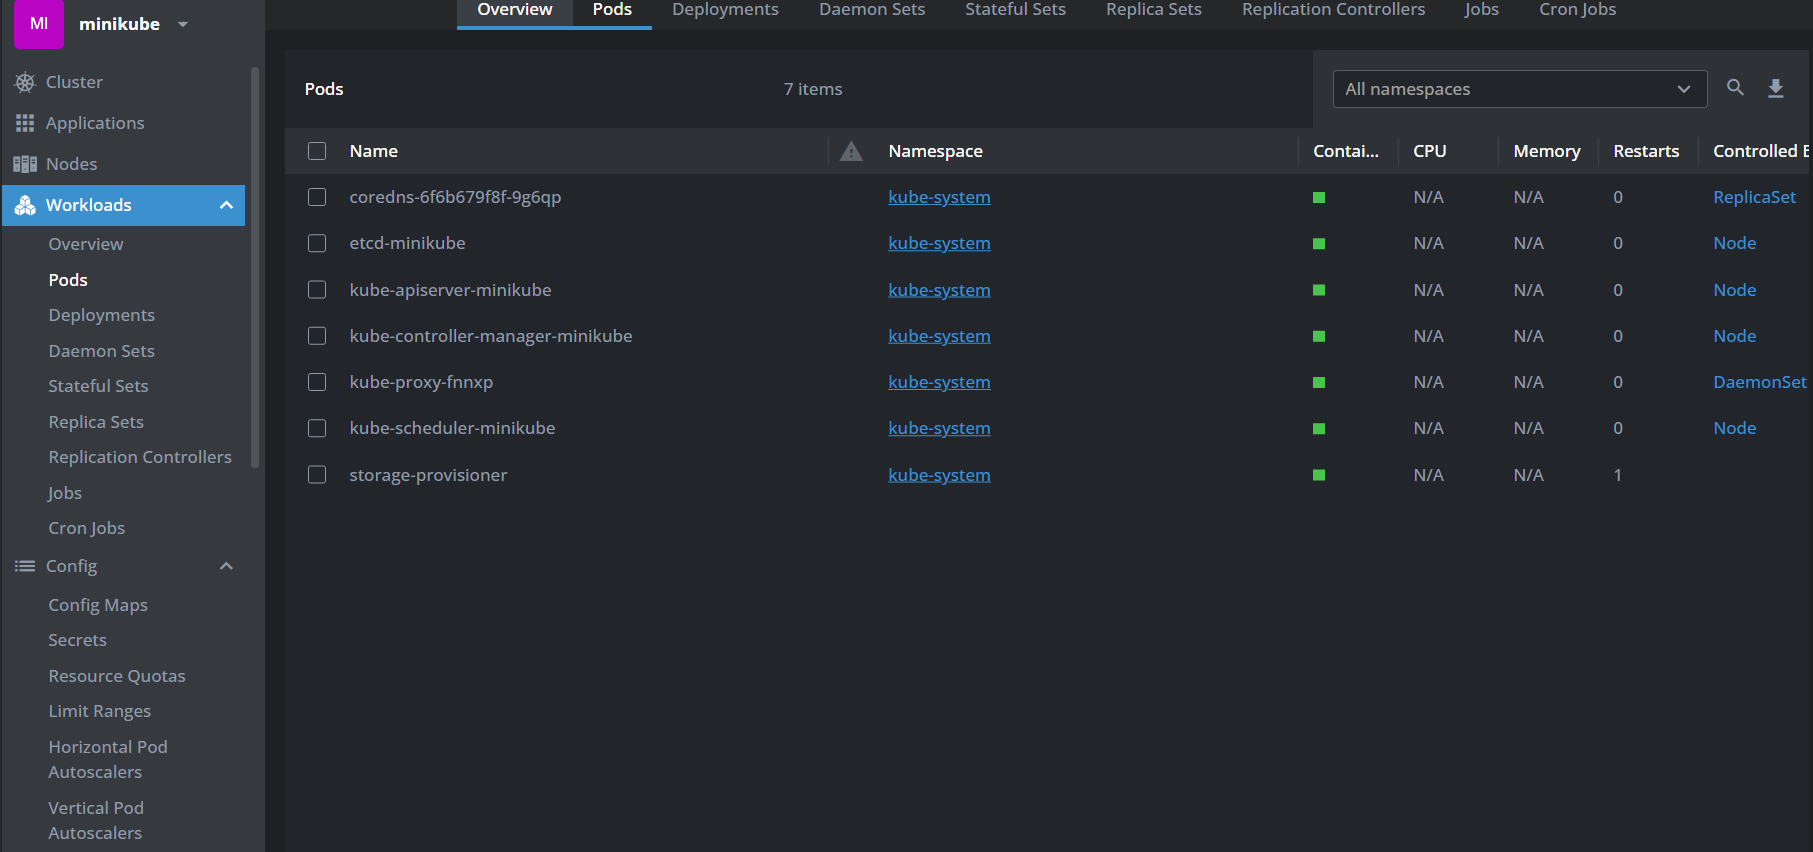 MI minikube
Cluster
Applications
Nodes
Workloads
Overview
Pods
Deployments
Daemon Sets
Stateful Sets
Replica Sets
Replication Controllers
Jobs
Cron Jobs
Config
Config Maps
Secrets
Resource Quotas
Limit Ranges
Horizontal Pod
Autoscalers
Vertical Pod
Autoscalers
Overview Pods Deployments Daemon Sets Stateful Sets Replica Sets Replication Controllers Jobs Cron Jobs
Pods 7 items All namespaces
Name Namespace Contai... CPU Memory Restarts Controlled
coredns-6f6b679f8f-9g6qp kube-system N/A N/A 0 ReplicaSet
etcd-minikube kube-system N/A N/A 0 Node
kube-apiserver-minikube kube-system N/A N/A 0 Node
kube-controller-manager-minikube kube-system N/A N/A 0 Node
kube-proxy-fnnxp kube-system N/A N/A 0 DaemonSet
kube-scheduler-minikube kube-system N/A N/A 0 Node
storage-provisioner kube-system N/A N/A 1